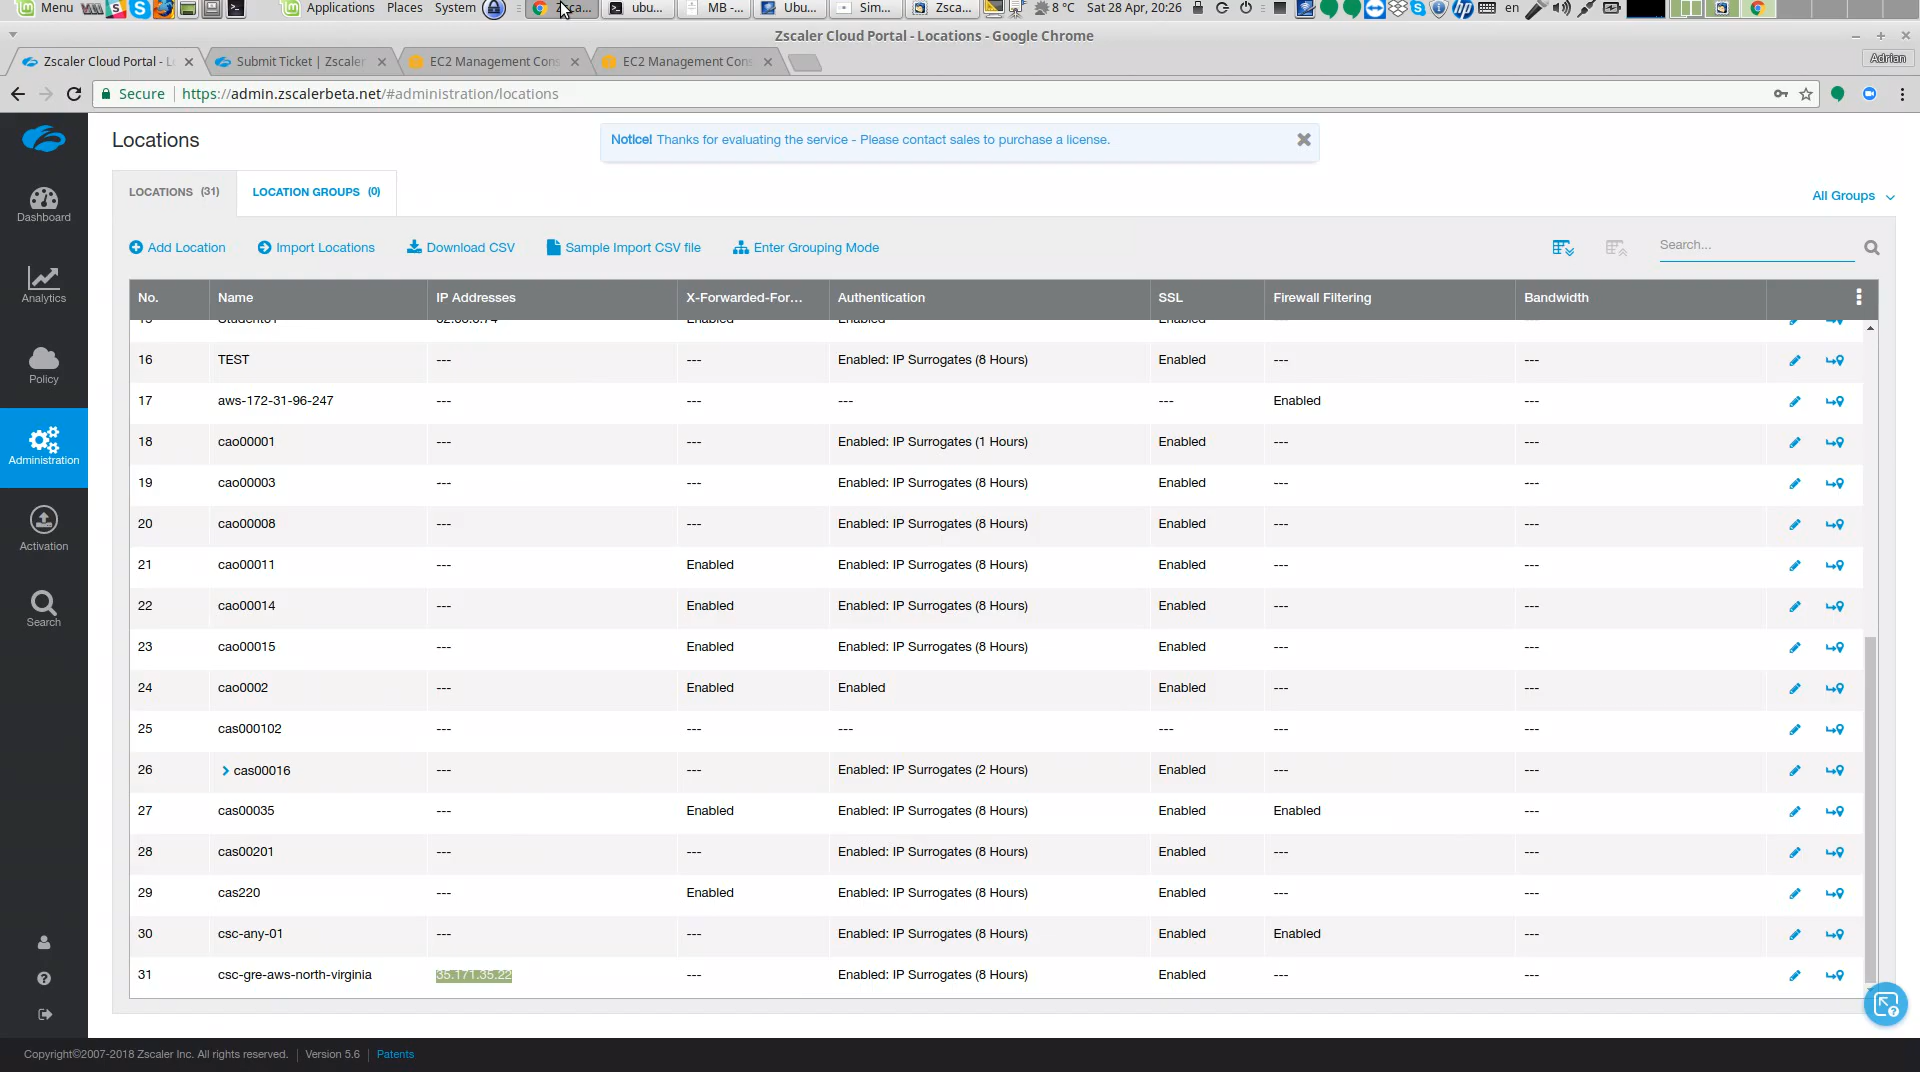 Menu Applications Places System Zsca... ubu... MB -... Ubu... Sim... Zsca... 8 °C Sat 28 Apr, 20:26 en
Zscaler Cloud Portal - Locations - Google Chrome
Zscaler Cloud Portal - L Submit Ticket | Zscaler EC2 Management Cons EC2 Management Cons Adrian
Secure https://admin.zscalerbeta.net/#administration/locations
Locations
Notice! Thanks for evaluating the service - Please contact sales to purchase a license.
LOCATIONS (31) LOCATION GROUPS (0) All Groups
Add Location Import Locations Download CSV Sample Import CSV file Enter Grouping Mode Search...
No. Name IP Addresses X-Forwarded-For... Authentication SSL Firewall Filtering Bandwidth
16 TEST --- --- Enabled: IP Surrogates (8 Hours) Enabled --- ---
17 aws-172-31-96-247 --- --- --- --- Enabled ---
18 cao00001 --- --- Enabled: IP Surrogates (1 Hours) Enabled --- ---
19 cao00003 --- --- Enabled: IP Surrogates (8 Hours) Enabled --- ---
20 cao00008 --- --- Enabled: IP Surrogates (8 Hours) Enabled --- ---
21 cao00011 --- Enabled Enabled: IP Surrogates (8 Hours) Enabled --- ---
22 cao00014 --- Enabled Enabled: IP Surrogates (8 Hours) Enabled --- ---
23 cao00015 --- Enabled Enabled: IP Surrogates (8 Hours) Enabled --- ---
24 cao0002 --- Enabled Enabled Enabled --- ---
25 cas000102 --- --- --- --- --- ---
26 cas00016 --- --- Enabled: IP Surrogates (2 Hours) Enabled --- ---
27 cas00035 --- Enabled Enabled: IP Surrogates (8 Hours) Enabled Enabled ---
28 cas00201 --- --- Enabled: IP Surrogates (8 Hours) Enabled --- ---
29 cas220 --- Enabled Enabled: IP Surrogates (8 Hours) Enabled --- ---
30 csc-any-01 --- --- Enabled: IP Surrogates (8 Hours) Enabled Enabled ---
31 csc-gre-aws-north-virginia 35.171.35.22 --- Enabled: IP Surrogates (8 Hours) Enabled --- ---
Dashboard
Analytics
Policy
Administration
Activation
Search
Copyright©2007-2018 Zscaler Inc. All rights reserved. | Version 5.6 | Patents